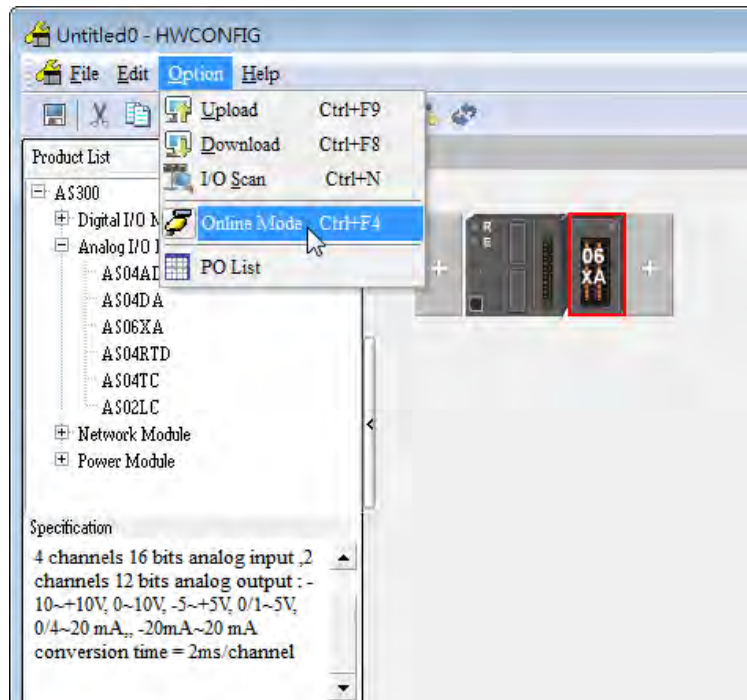 Untitled0 - HWCONFIG
File Edit Option Help
Upload Ctrl+F9
Download Ctrl+F8
I/O Scan Ctrl+N
Online Mode Ctrl+F4
PO List
Product List
AS300
Digital I/O
Analog I/O
AS04AD
AS04DA
AS06XA
AS04RTD
AS04TC
AS02LC
Network Module
Power Module
R
E
06
XA
Specification
4 channels 16 bits analog input ,2
channels 12 bits analog output : -
10~+10V, 0~10V, -5~+5V, 0/1~5V,
0/4~20 mA,, -20mA~20 mA
conversion time = 2ms/channel